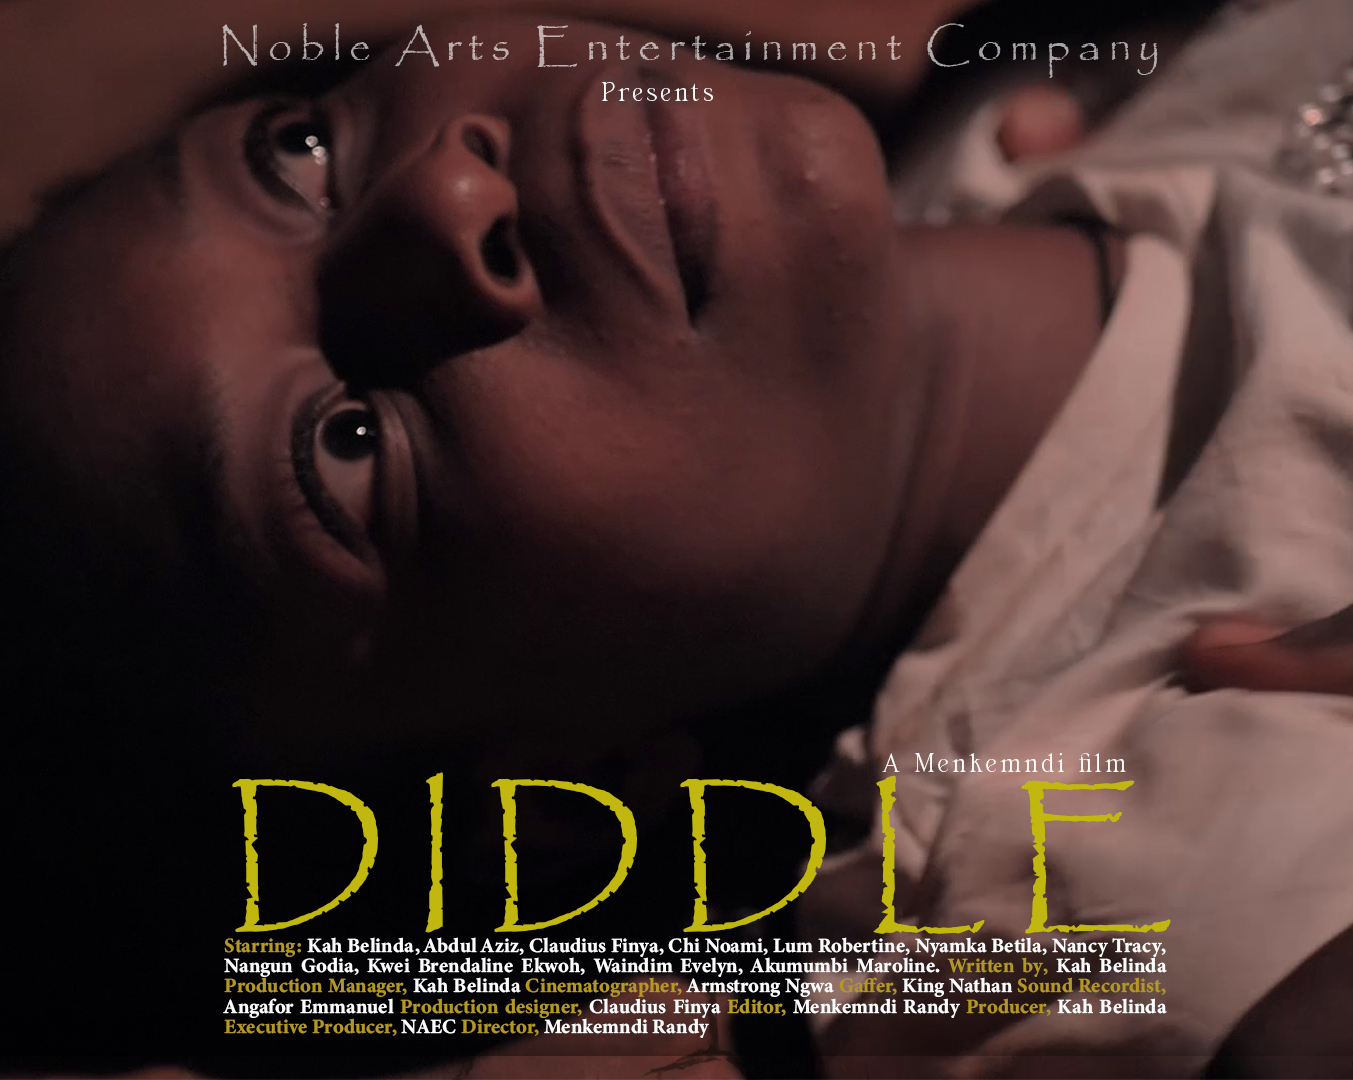 Noble Arts Entertainment Company
Presents
A Menkemndi film
DIDDLE
Starring: Kah Belinda, Abdul Aziz, Claudius Finya, Chi Noami, Lum Robertine, Nyamka Betila, Nancy Tracy,
Nangun Godia, Kwei Brendaline Ekwoh, Waindim Evelyn, Akumumbi Maroline. Written by, Kah Belinda
Production Manager, Kah Belinda Cinematographer, Armstrong Ngwa Gaffer, King Nathan Sound Recordist,
Angafor Emmanuel Production designer, Claudius Finya Editor, Menkemndi Randy Producer, Kah Belinda
Executive Producer, NAEC Director, Menkemndi Randy